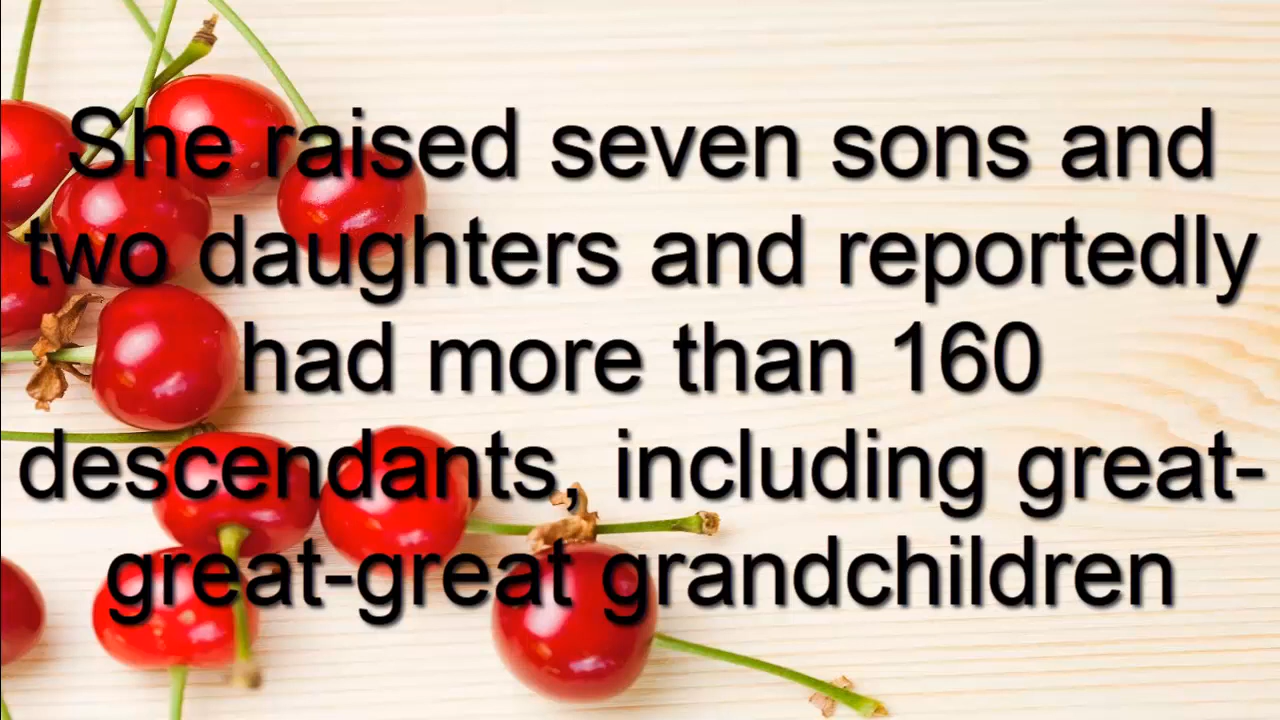 She raised seven sons and
two daughters and reportedly
had more than 160
descendants, including great-
great-great grandchildren